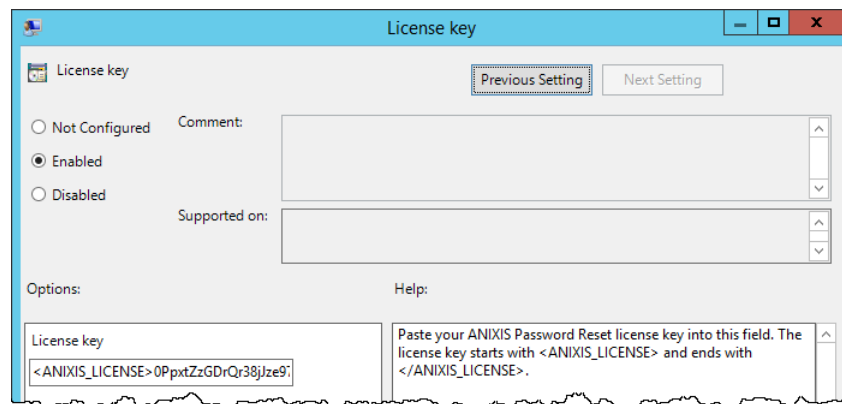 License key
License key
Previous Setting
Next Setting
Not Configured
Comment:
Enabled
Disabled
Supported on:
Options:
Help:
License key
<ANIXIS_LICENSE>0PpxtZzGDrQr38jJze97
Paste your ANIXIS Password Reset license key into this field. The
license key starts with <ANIXIS_LICENSE> and ends with
</ANIXIS_LICENSE>.